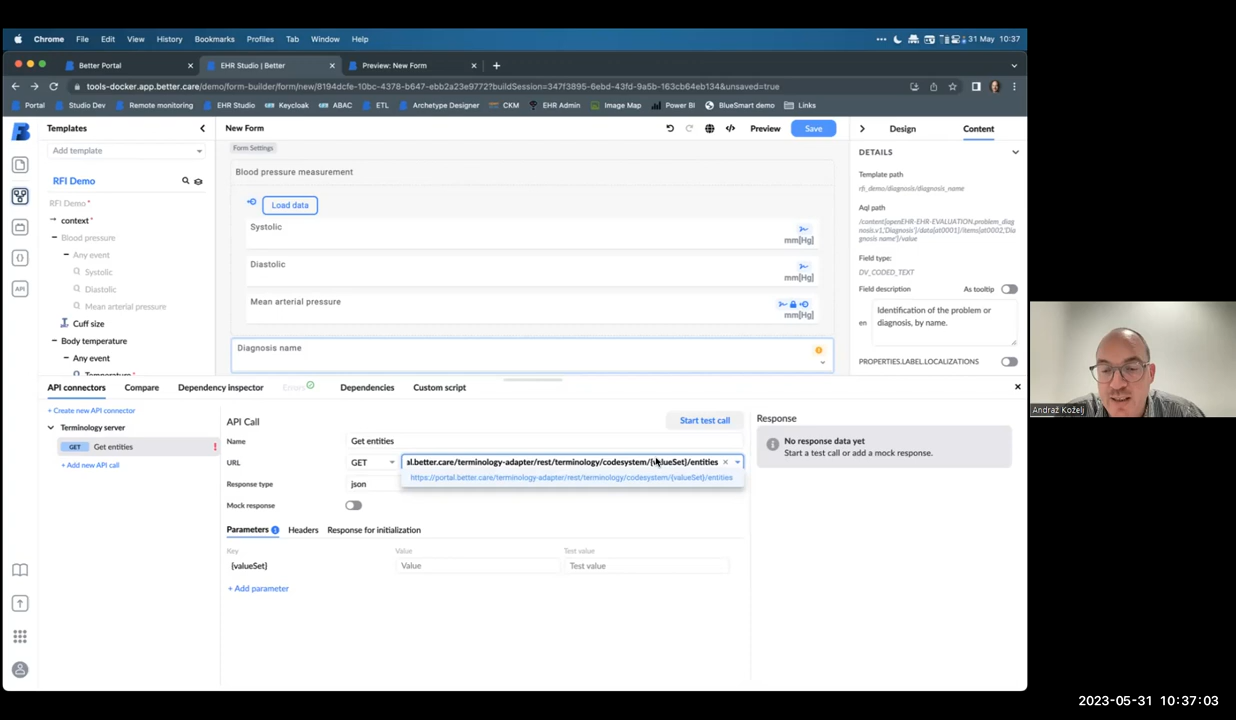 Chrome File Edit View History Bookmarks Profiles Tab Window Help
31 May 10:37
Better Portal
EHR Studio | Better
Preview: New Form
tools-docker.app.better.care/demo/form-builder/form/new/8194dcfe-10bc-4378-b647-ebb2a23e9772?buildSession=347f3895-6ebd-43fd-9a5b-163cb64eb134&unsaved=true
Portal Studio Dev Remote monitoring EHR Studio Keycloak ABAC ETL Archetype Designer CKM EHR Admin Image Map Power BI BlueSmart demo Links
Templates
New Form
Preview
Save
Design
Content
Add template
Form Settings
DETAILS
Blood pressure measurement
Template path
RFI Demo
rfi_demo/diagnosis/diagnosis_name
RFI Demo*
Load data
Aql path
context*
/content[openEHR-EHR-EVALUATION.problem_diag
nosis.v1,'Diagnosis']/data[at0001]/items[at0002,'Di
agnosis name']/value
Systolic
mm[Hg]
Blood pressure
Any event
Field type:
Systolic
DV_CODED_TEXT
Diastolic
mm[Hg]
Diastolic
Field description
As tooltip
Mean arterial pressure
en
Identification of the problem or
diagnosis, by name.
Mean arterial pressure
mm[Hg]
Cuff size
Body temperature
Diagnosis name
Any event
PROPERTIES.LABEL.LOCALIZATIONS
Temperature*
API connectors
Compare
Dependency inspector
Errors
Dependencies
Custom script
+ Create new API connector
Terminology server
GET Get entities !
+ Add new API call
API Call
Start test call
Response
Name
Get entities
No response data yet
Start a test call or add a mock response.
URL
GET
al.better.care/terminology-adapter/rest/terminology/codesystem/{valueSet}/entities
https://portal.better.care/terminology-adapter/rest/terminology/codesystem/{valueSet}/entities
Response type
json
Mock response
Parameters 1 Headers Response for initialization
Key Value Test value
{valueSet} Value Test value
+ Add parameter
API
Andraž Koželj
2023-05-31 10:37:03